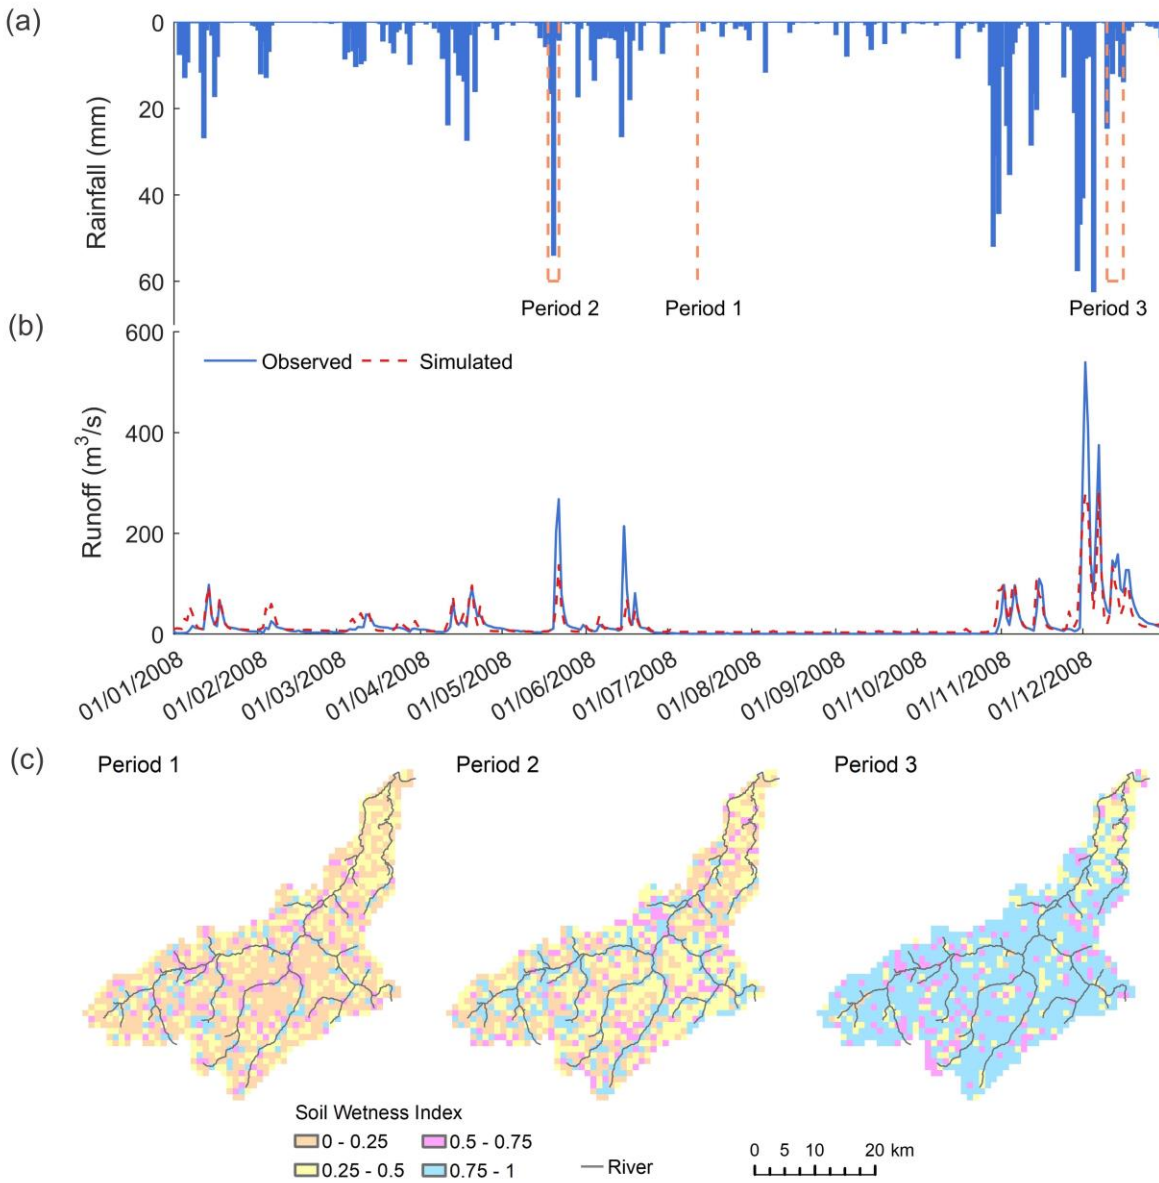 (a)
0
20
40
60
Rainfall (mm)
Period 2
Period 1
Period 3
(b)
600
400
200
0
Runoff (m³/s)
Observed
Simulated
01/01/2008
01/02/2008
01/03/2008
01/04/2008
01/05/2008
01/06/2008
01/07/2008
01/08/2008
01/09/2008
01/10/2008
01/11/2008
01/12/2008
(c)
Period 1
Period 2
Period 3
Soil Wetness Index
0 - 0.25
0.5 - 0.75
0.25 - 0.5
0.75 - 1
River
0 5 10 20 km